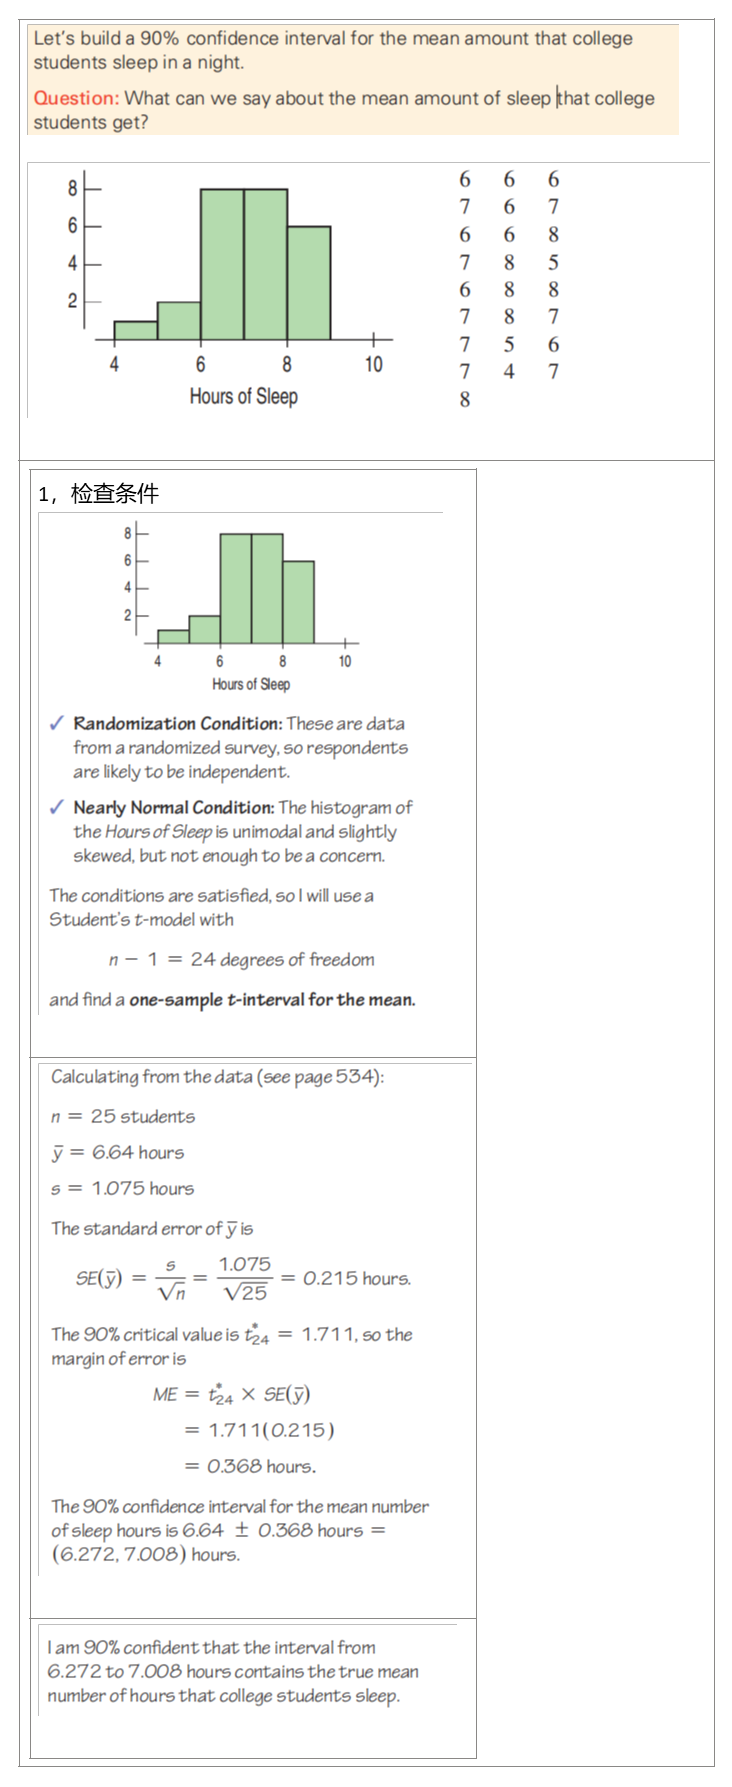 Let's build a 90% confidence interval for the mean amount that college
students sleep in a night.
Question: What can we say about the mean amount of sleep that college
students get?
8
6
4
2
4 6 8 10
Hours of Sleep
6 6 6
7 6 7
6 6 8
7 8 5
6 8 8
7 8 7
7 5 6
7 4 7
8
1，检查条件
8
6
4
2
4 6 8 10
Hours of Sleep
✓ Randomization Condition: These are data
from a randomized survey, so respondents
are likely to be independent.
✓ Nearly Normal Condition: The histogram of
the Hours of Sleep is unimodal and slightly
skewed, but not enough to be a concern.
The conditions are satisfied, so I will use a
Student's t-model with
n − 1 = 24 degrees of freedom
and find a one-sample t-interval for the mean.
Calculating from the data (see page 534):
n = 25 students
ȳ = 6.64 hours
s = 1.075 hours
The standard error of ȳ is
SE(ȳ) = s/√n = 1.075/√25 = 0.215 hours.
The 90% critical value is t*₂₄ = 1.711, so the
margin of error is
ME = t*₂₄ × SE(ȳ)
= 1.711(0.215)
= 0.368 hours.
The 90% confidence interval for the mean number
of sleep hours is 6.64 ± 0.368 hours =
(6.272, 7.008) hours.
I am 90% confident that the interval from
6.272 to 7.008 hours contains the true mean
number of hours that college students sleep.